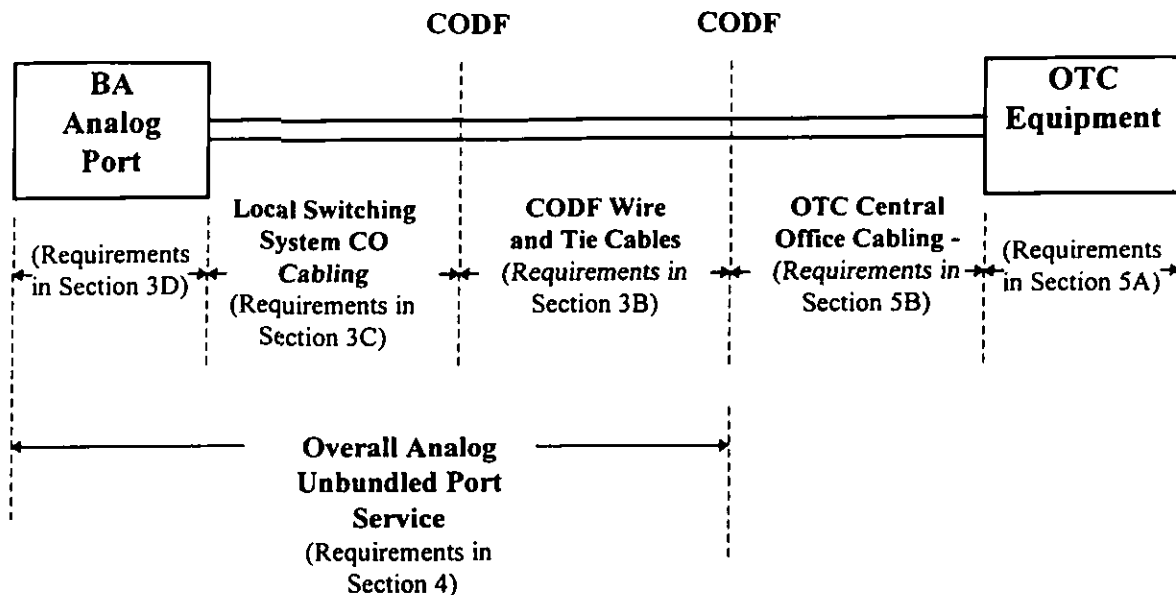 CODF
CODF
BA
Analog
Port
OTC
Equipment
(Requirements
in Section 3D)
Local Switching
System CO
Cabling
(Requirements in
Section 3C)
CODF Wire
and Tie Cables
(Requirements in
Section 3B)
OTC Central
Office Cabling -
(Requirements in
Section 5B)
(Requirements
in Section 5A)
Overall Analog
Unbundled Port
Service
(Requirements in
Section 4)